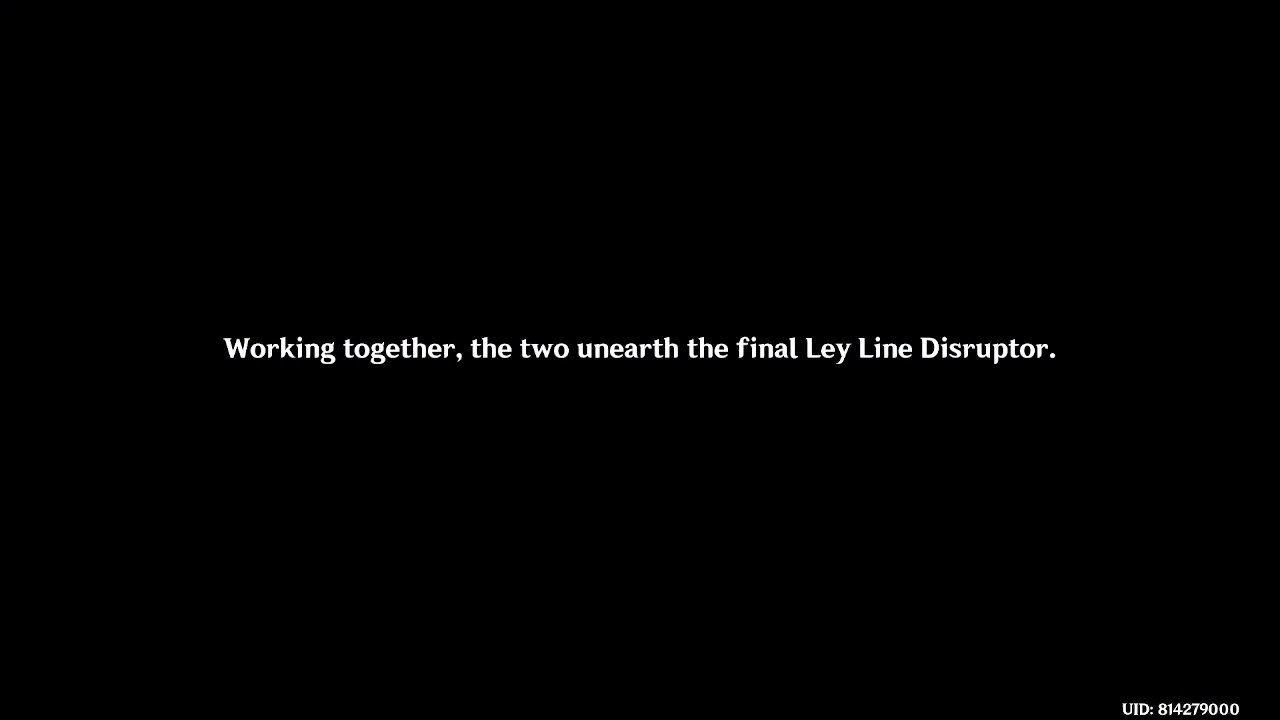 Working together, the two unearth the final Ley Line Disruptor.
UID: 814279000